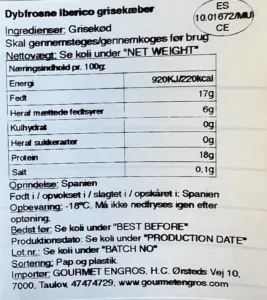 Dybfrosne Iberico grisekæber
ES
10.01672/MU
CE
Ingredienser: Grisekød
Skal gennemsteges/gennemkoges før brug
Nettovægt: Se koli under "NET WEIGHT"
Næringsindhold pr. 100g:
Energi 920KJ/220kcal
Fedt 17g
Heraf mættede fedtsyrer 6g
Kulhydrat 0g
Heraf sukkerarter 0g
Protein 18g
Salt 0,1g
Oprindelse: Spanien
Født i / opvokset i / slagtet i / opskåret i: Spanien
Opbevaring: -18°C. Må ikke nedfryses igen efter
optøning.
Bedst før: Se koli under "BEST BEFORE"
Produktionsdato: Se koli under "PRODUCTION DATE"
Lot nr.: Se koli under "BATCH NO"
Sortering: Pap og plastik.
Importør: GOURMET ENGROS, H.C. Ørsteds Vej 10,
7000, Taulov, 47474729, www.gourmetengros.com